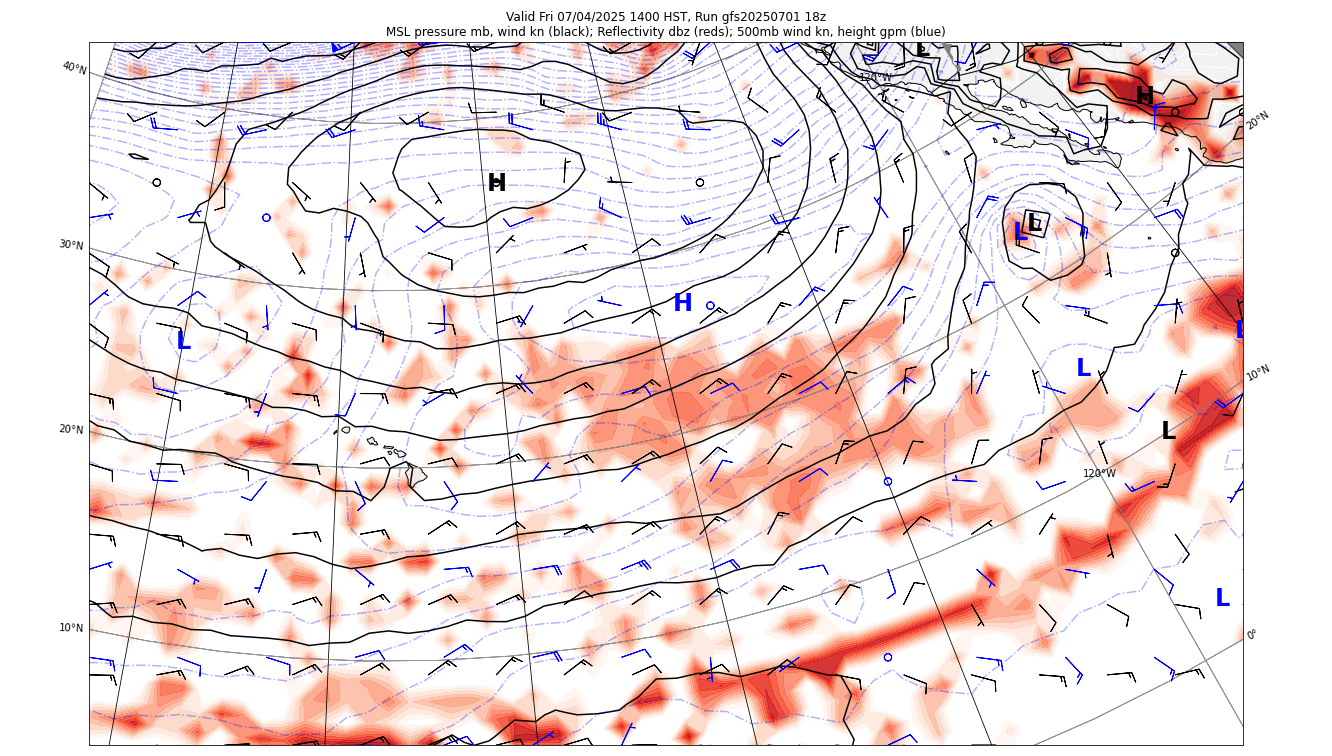 Valid Fri 07/04/2025 1400 HST, Run gfs20250701 18z
MSL pressure mb, wind kn (black); Reflectivity dbz (reds); 500mb wind kn, height gpm (blue)
L
40°N
120°W
H
20°N
H
L
L
30°N
H
L
L
L
10°N
20°N
L
120°W
L
10°N
0°